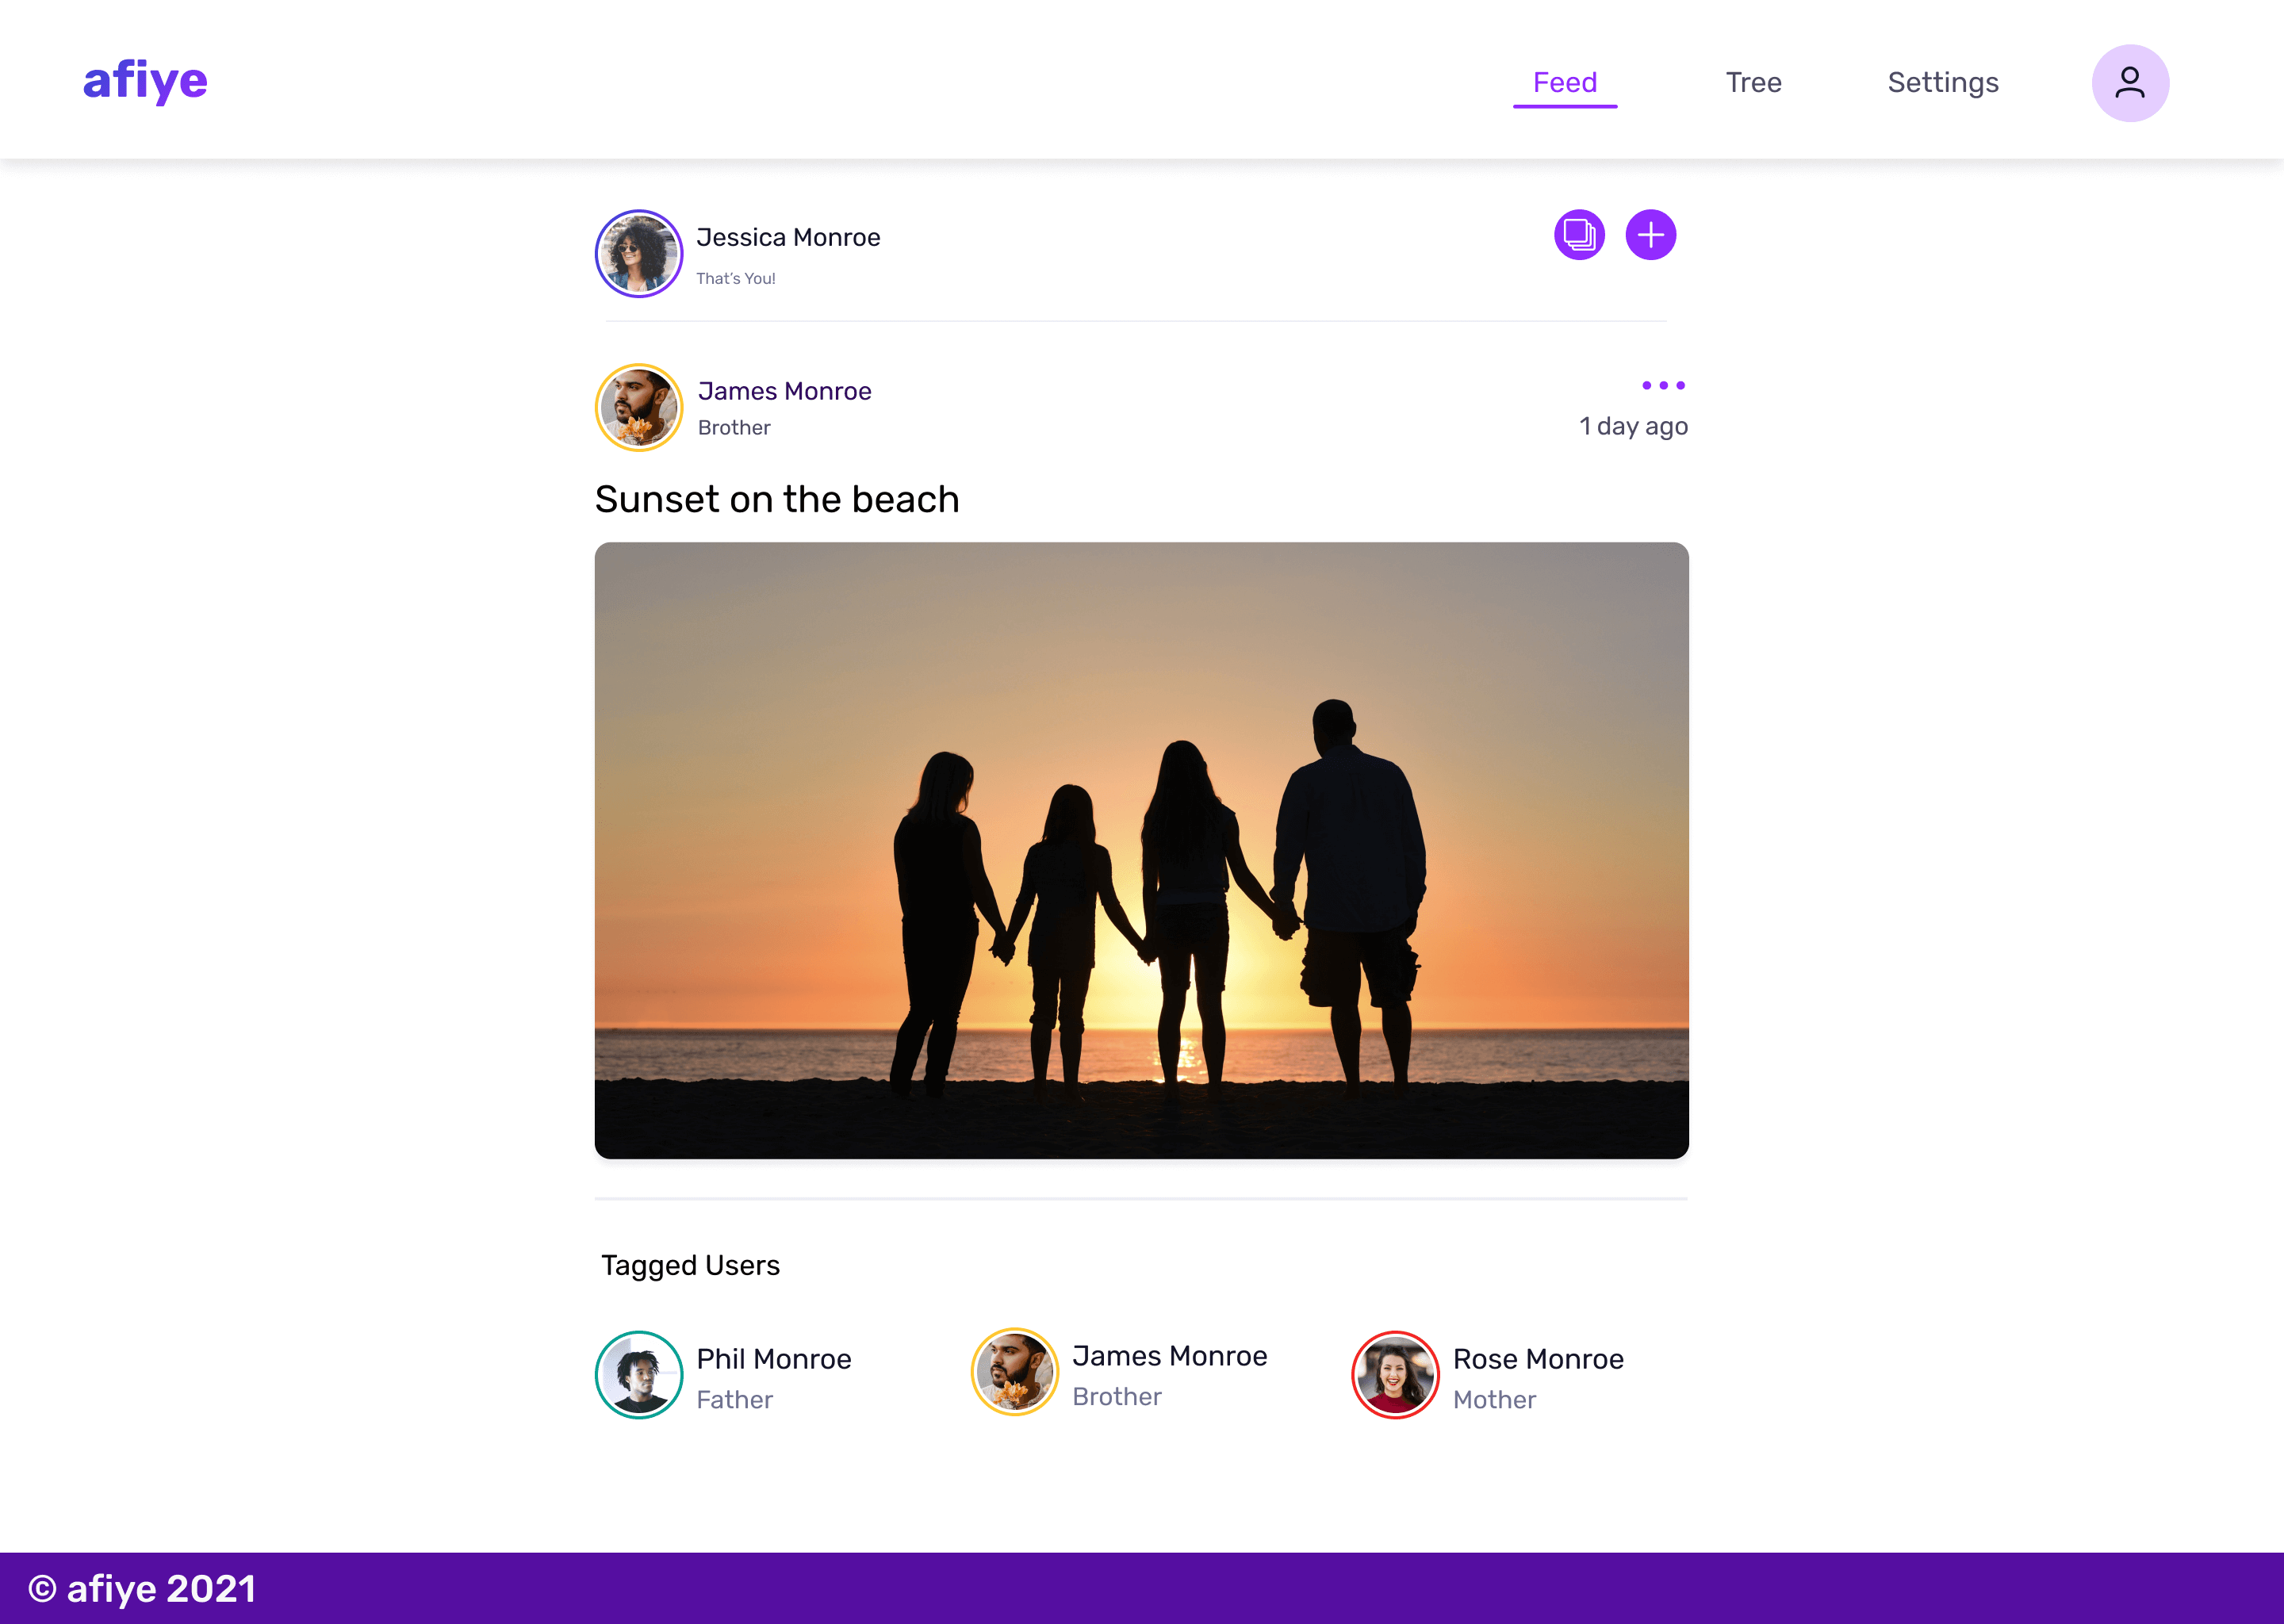 afiye
Feed
Tree
Settings
Jessica Monroe
That's You!
James Monroe
Brother
1 day ago
Sunset on the beach
Tagged Users
Phil Monroe
Father
James Monroe
Brother
Rose Monroe
Mother
© afiye 2021